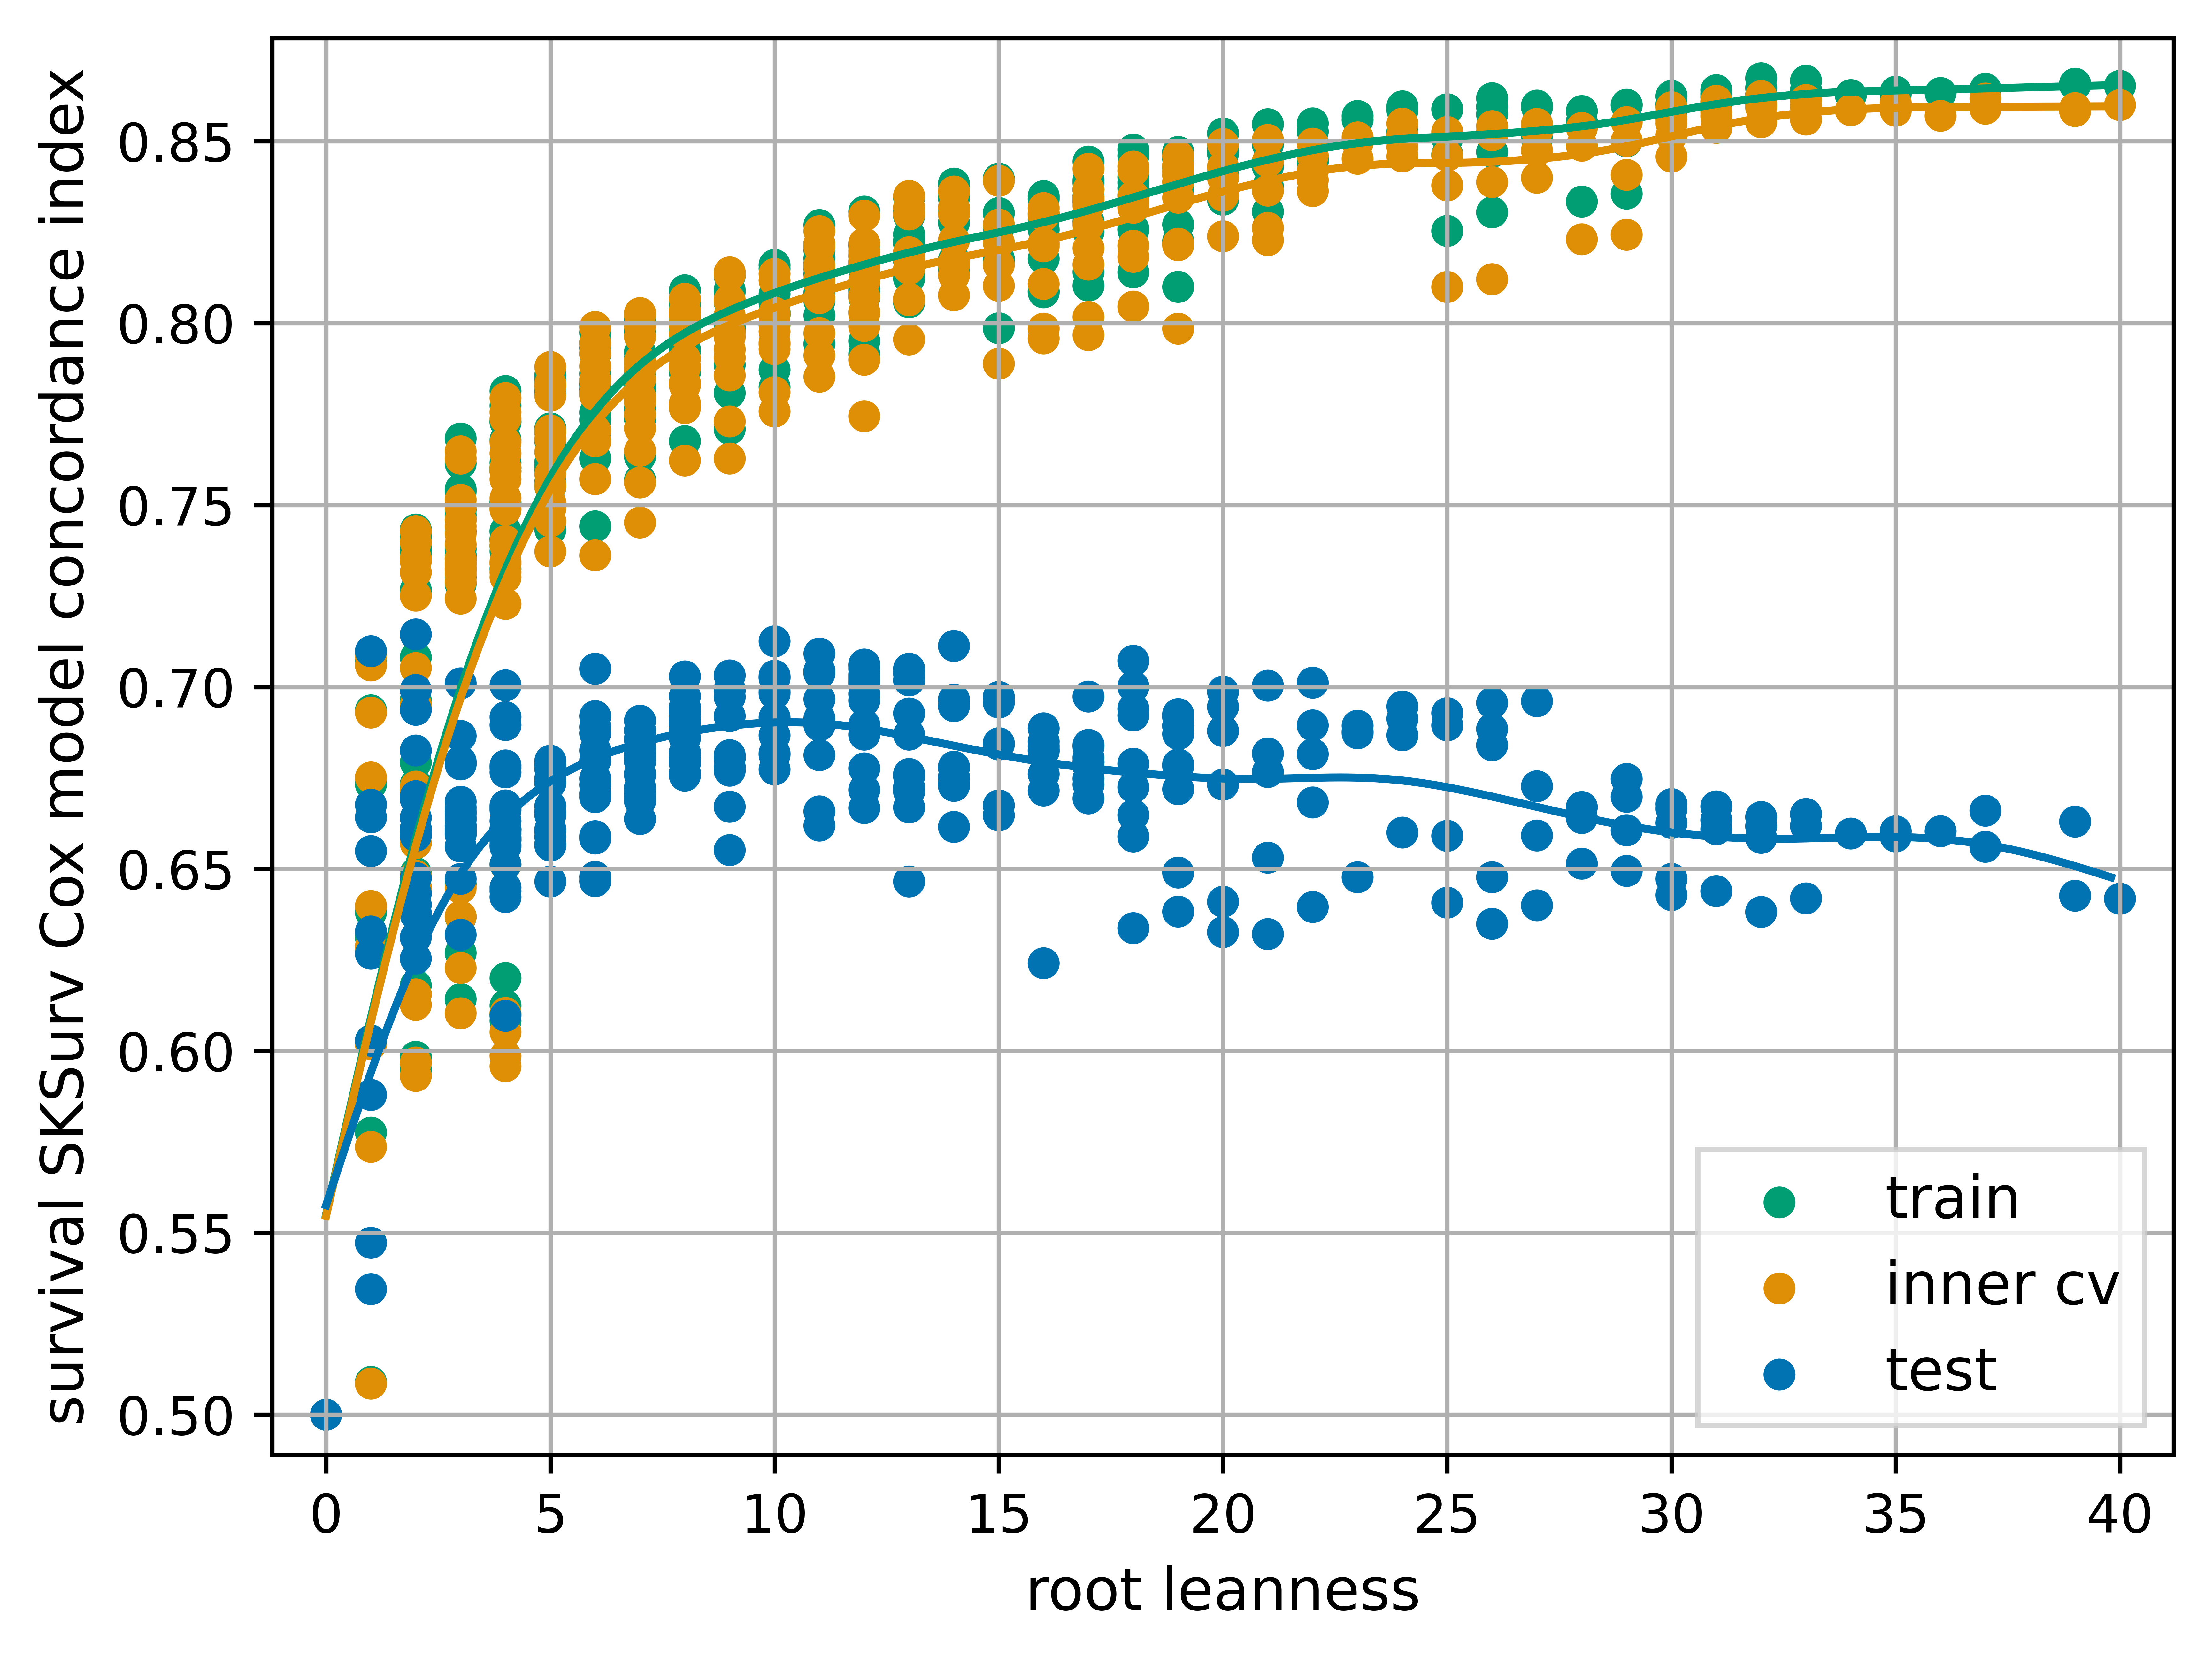 survival SKSurv Cox model concordance index
0.85
0.80
0.75
0.70
0.65
0.60
0.55
0.50
train
inner cv
test
0 5 10 15 20 25 30 35 40
root leanness